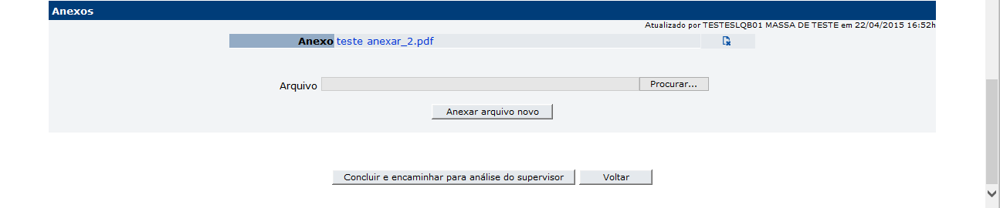 Anexos
Atualizado por TESTESLQB01 MASSA DE TESTE em 22/04/2015 16:52h
Anexo teste anexar_2.pdf
Arquivo Procurar...
Anexar arquivo novo
Concluir e encaminhar para análise do supervisor Voltar